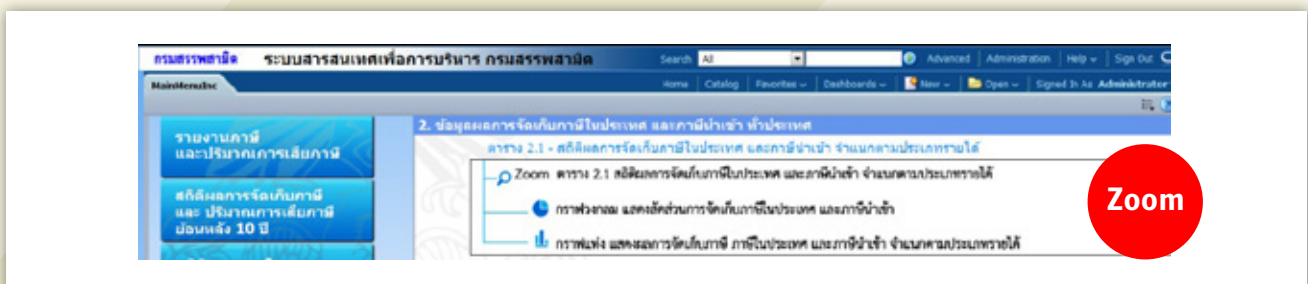 กรมสรรพสามิต ระบบสารสนเทศเพื่อการบริหาร กรมสรรพสามิต Search All Advanced Administration Help Sign Out
MainMenuInc Home Catalog Favorites Dashboards New Open Signed In As Administrator
2. ข้อมูลผลการจัดเก็บภาษีในประเทศ และภาษีนำเข้า ทั่วประเทศ
รายงานภาษี
และปริมาณการเสียภาษี
สถิติผลการจัดเก็บภาษี
และ ปริมาณการเสียภาษี
ย้อนหลัง 10 ปี
ตาราง 2.1 - สถิติผลการจัดเก็บภาษีในประเทศ และภาษีนำเข้า จำแนกตามประเภทรายได้
Zoom ตาราง 2.1 สถิติผลการจัดเก็บภาษีในประเทศ และภาษีนำเข้า จำแนกตามประเภทรายได้
กราฟวงกลม แสดงสัดส่วนการจัดเก็บภาษีในประเทศ และภาษีนำเข้า
กราฟแท่ง แสดงผลการจัดเก็บภาษี ภาษีในประเทศ และภาษีนำเข้า จำแนกตามประเภทรายได้
Zoom